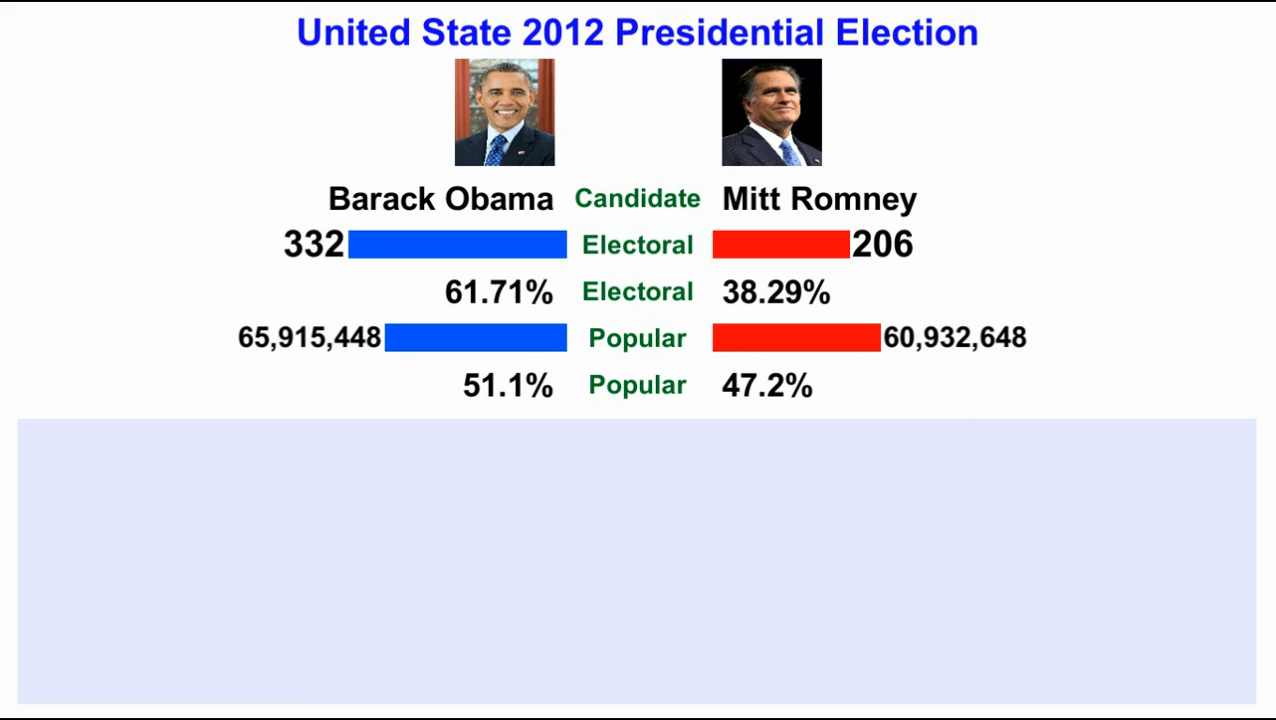 United State 2012 Presidential Election
Barack Obama Candidate Mitt Romney
332 Electoral 206
61.71% Electoral 38.29%
65,915,448 Popular 60,932,648
51.1% Popular 47.2%